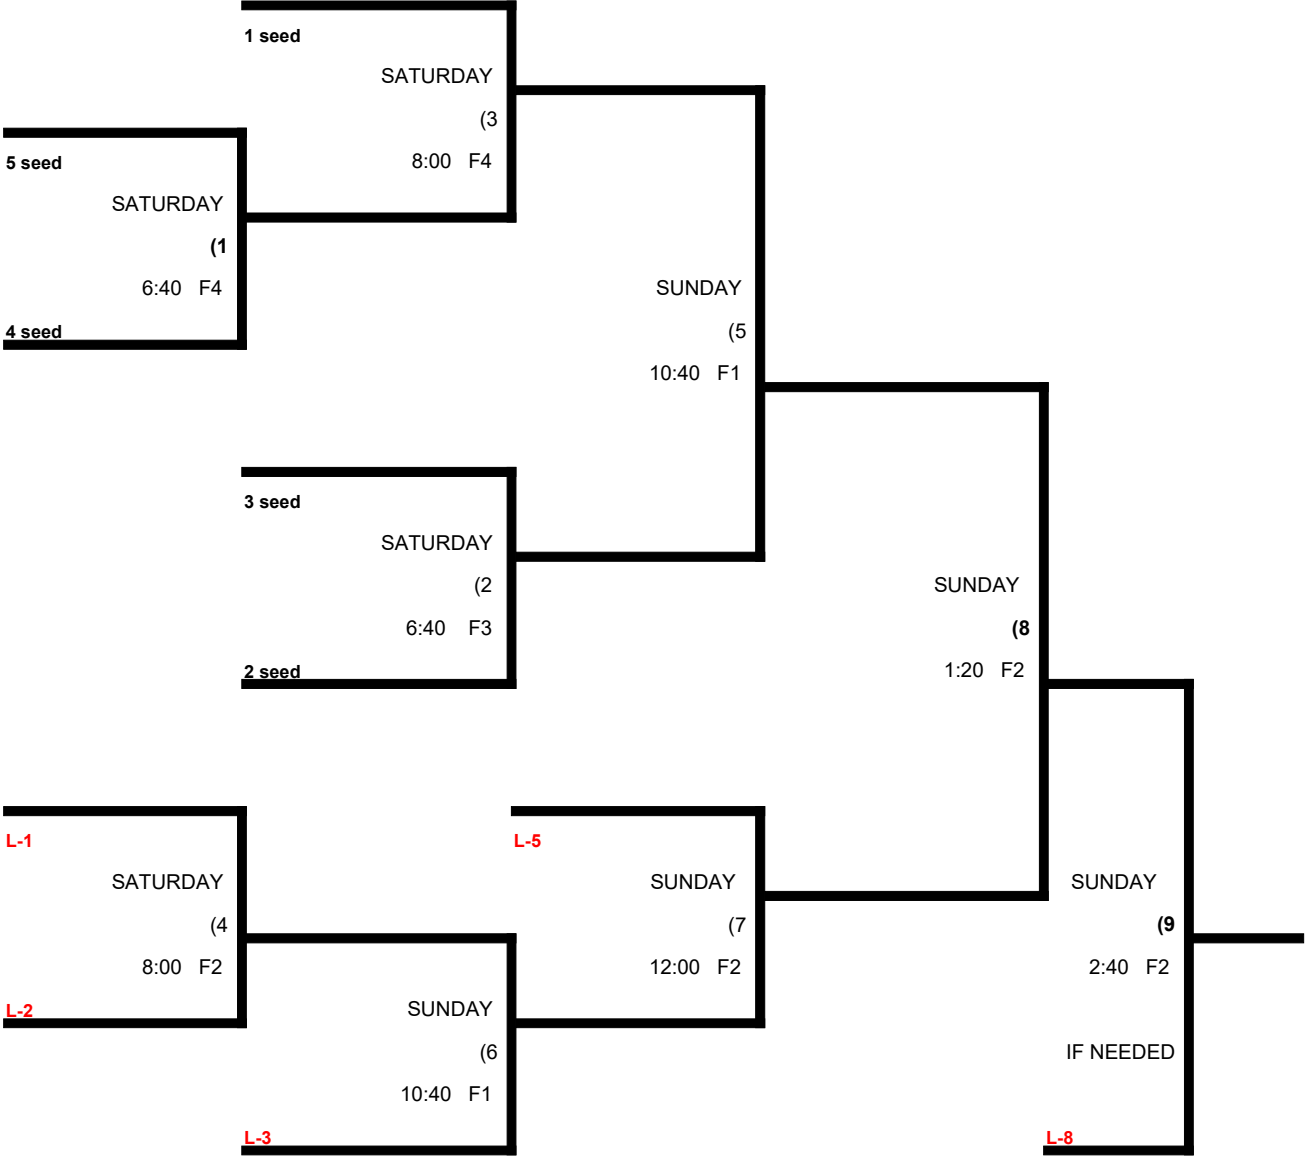 1 seed
SATURDAY
(3
8:00 F4
5 seed
SATURDAY
(1
6:40 F4
4 seed
SUNDAY
(5
10:40 F1
3 seed
SATURDAY
(2
6:40 F3
2 seed
SUNDAY
(8
1:20 F2
L-1
SATURDAY
(4
8:00 F2
L-2
L-5
SUNDAY
(7
12:00 F2
SUNDAY
(6
10:40 F1
L-3
SUNDAY
(9
2:40 F2
IF NEEDED
L-8